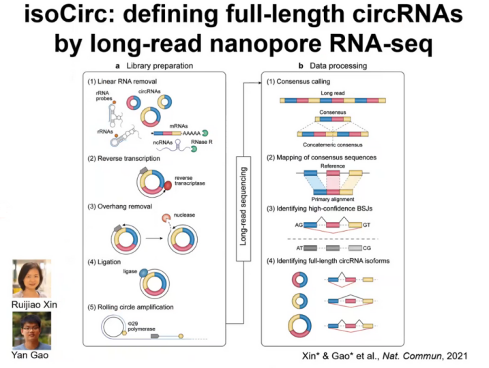 isoCirc: defining full-length circRNAs
by long-read nanopore RNA-seq
a Library preparation
(1) Linear RNA removal
rRNA
probes
circRNAs
mRNAs
AAAAA
rRNAs
ncRNAs
RNase R
(2) Reverse transcription
reverse
transcriptase
(3) Overhang removal
nuclease
(4) Ligation
ligase
(5) Rolling circle amplification
Φ29
polymerase
Long-read sequencing
b Data processing
(1) Consensus calling
Long read
Consensus
Concatemeric consensus
(2) Mapping of consensus sequences
Reference
Primary alignment
(3) Identifying high-confidence BSJs
AG GT
AT CG
(4) Identifying full-length circRNA isoforms
Ruijiao Xin
Yan Gao
Xin* & Gao* et al., Nat. Commun, 2021